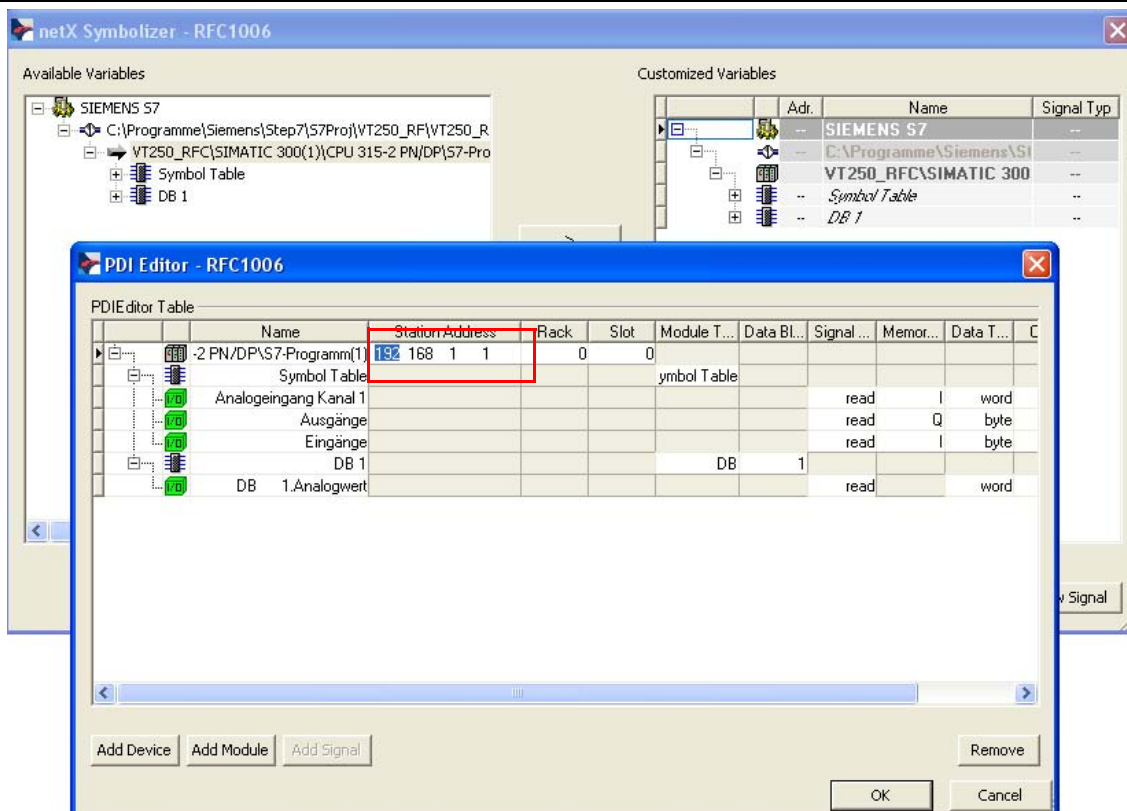 netX Symbolizer - RFC1006
Available Variables
Customized Variables
SIEMENS S7
C:\Programme\Siemens\Step7\S7Proj\VT250_RF\VT250_R
VT250_RFC\SIMATIC 300(1)\CPU 315-2 PN/DP\S7-Pro
Symbol Table
DB 1
Adr. Name Signal Typ
-- SIEMENS S7 --
-- C:\Programme\Siemens\St --
VT250_RFC\SIMATIC 300 --
-- Symbol Table --
-- DB 1 --
PDI Editor - RFC1006
PDIEditor Table
Name Station Address Rack Slot Module T... Data Bl... Signal ... Memor... Data T...
-2 PN/DP\S7-Programm(1) 192 168 1 1 0 0
Symbol Table ymbol Table
i/o Analogeingang Kanal 1 read I word
i/o Ausgänge read Q byte
i/o Eingänge read I byte
DB 1 DB 1
i/o DB 1.Analogwert read word
Signal
Add Device Add Module Add Signal Remove
OK Cancel